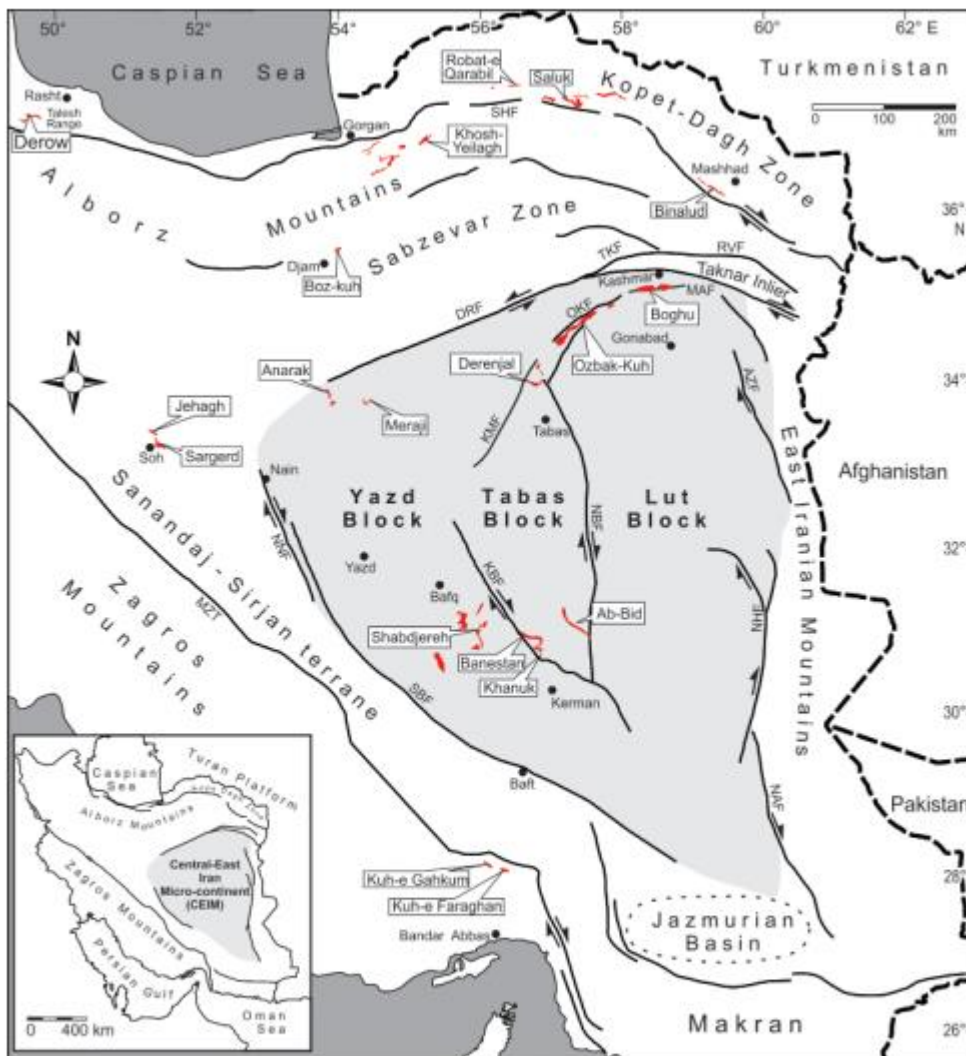 50° 52° 54° 56° 58° 60° 62° E
Caspian Sea
Robat-e
Qarabil
Saluk
Kopet-Dagh Zone
Turkmenistan
0 100 200
km
Rasht
Talesh
Range
Derow
Gorgan
SHF
Khosh-
Yeilagh
Mashhad
Binalud
36°
N
Alborz
Mountains
Sabzevar Zone
Djam
Boz-kuh
TKF
RVF
Taknar Inlier
Kashmar
MAF
DRF
OKF
Boghu
Gonabad
Ozbak-Kuh
N
Anarak
Derenjal
34°
AZF
Jehagh
Meraji
KMF
Tabas
Soh
Sargerd
Afghanistan
Nain
East Iranian Mountains
Sanandaj-Sirjan terrane
Yazd
Block
Tabas
Block
Lut
Block
NNF
NBF
32°
Zagros
Mountains
MZT
Yazd
Bafq
KBF
Ab-Bid
Shabdjereh
Banestan
Khanuk
NHF
SBF
Kerman
30°
Baft
NAF
Pakistan
Kuh-e Gahkum
Kuh-e Faraghan
28°
Jazmurian
Basin
Bandar Abbas
Makran
26°
Caspian
Sea
Turan Platform
Alborz Mountains
Central-East
Iran
Micro-continent
(CEIM)
Zagros Mountains
Persian Gulf
0 400 km
Oman
Sea